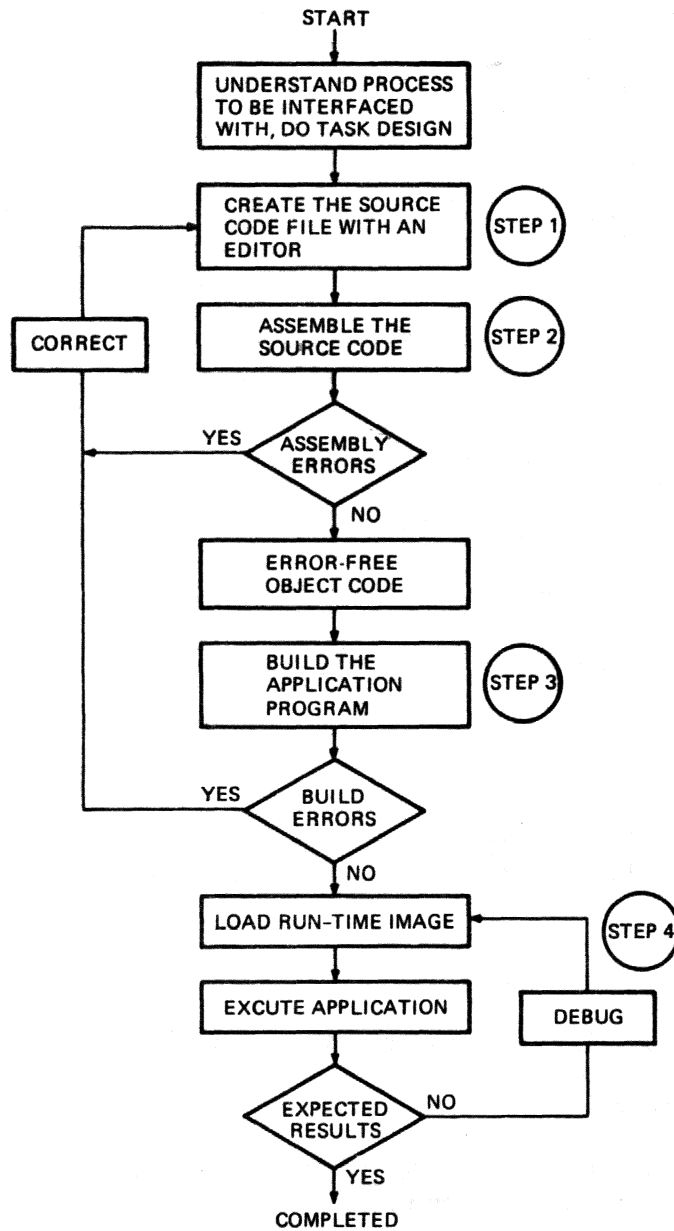 START
UNDERSTAND PROCESS
TO BE INTERFACED
WITH, DO TASK DESIGN
CREATE THE SOURCE
CODE FILE WITH AN
EDITOR
STEP 1
CORRECT
ASSEMBLE THE
SOURCE CODE
STEP 2
YES
ASSEMBLY
ERRORS
NO
ERROR-FREE
OBJECT CODE
BUILD THE
APPLICATION
PROGRAM
STEP 3
YES
BUILD
ERRORS
NO
LOAD RUN-TIME IMAGE
STEP 4
EXCUTE APPLICATION
DEBUG
EXPECTED
RESULTS
NO
YES
COMPLETED